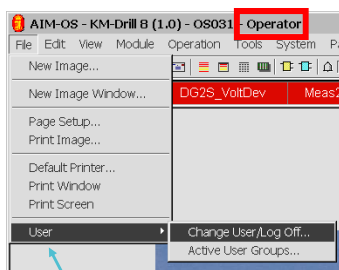 AIM-OS - KM-Drill 8 (1.0) - OS031 - Operator
File Edit View Module Operation Tools System
New Image...
DG2S_VoltDev
New Image Window...
Page Setup...
Print Image...
Default Printer...
Print Window
Print Screen
User
Change User/Log Off...
Active User Groups...